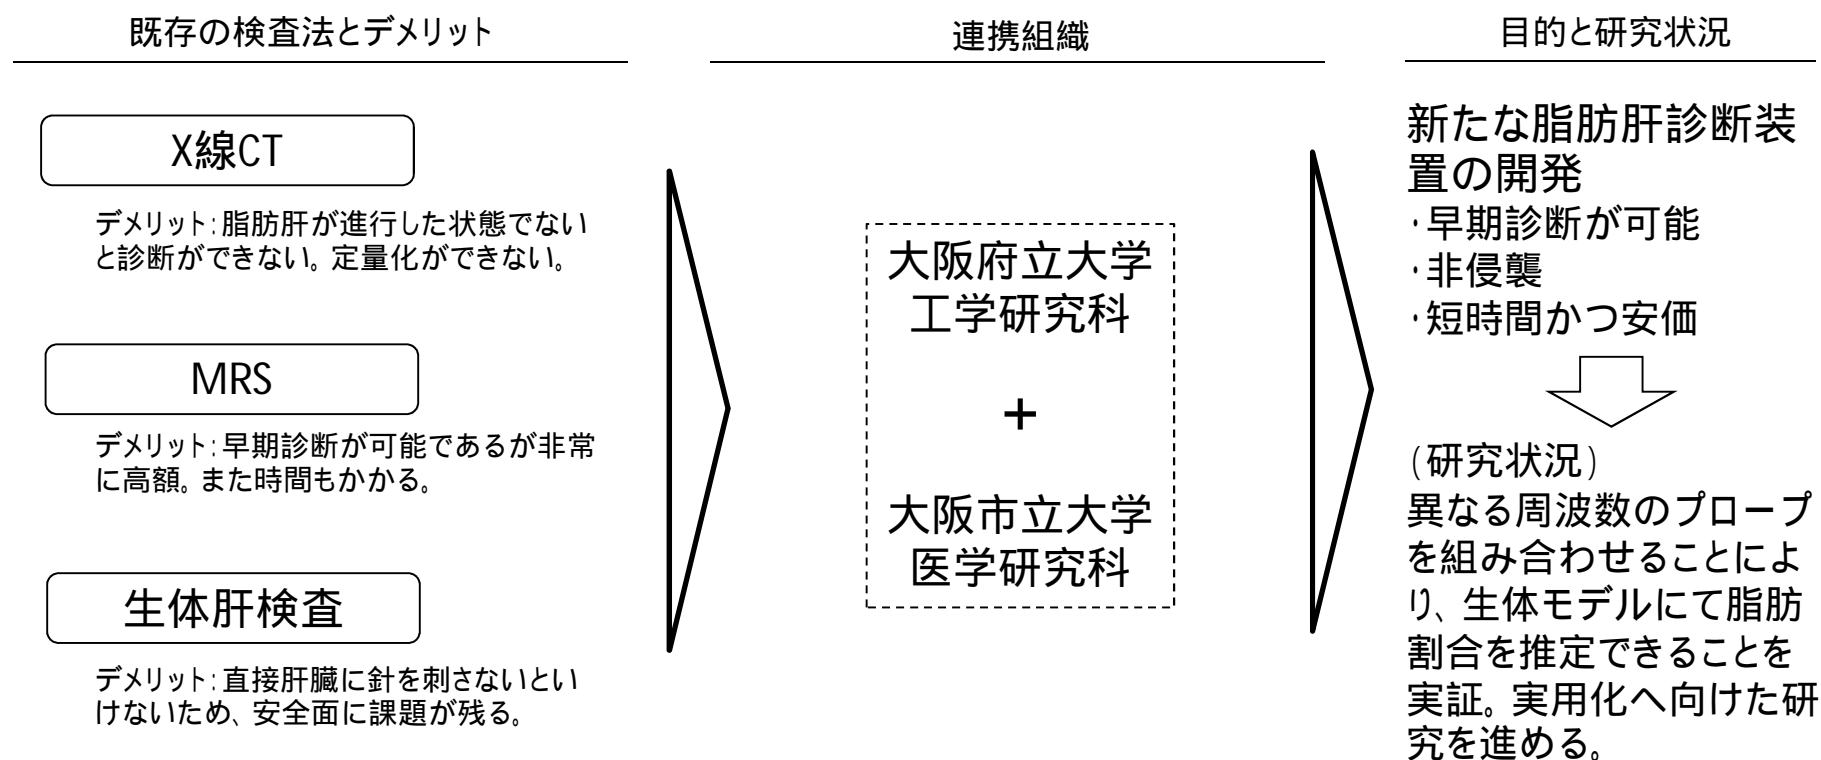 既存の検査法とデメリット
連携組織
目的と研究状況
X線CT
デメリット：脂肪肝が進行した状態でない
と診断ができない。定量化ができない。
MRS
デメリット：早期診断が可能であるが非常
に高額。また時間もかかる。
生体肝検査
デメリット：直接肝臓に針を刺さないとい
けないため、安全面に課題が残る。
大阪府立大学
工学研究科
＋
大阪市立大学
医学研究科
新たな脂肪肝診断装
置の開発
・早期診断が可能
・非侵襲
・短時間かつ安価
（研究状況）
異なる周波数のプローブ
を組み合わせることによ
り、生体モデルにて脂肪
割合を推定できることを
実証。実用化へ向けた研
究を進める。